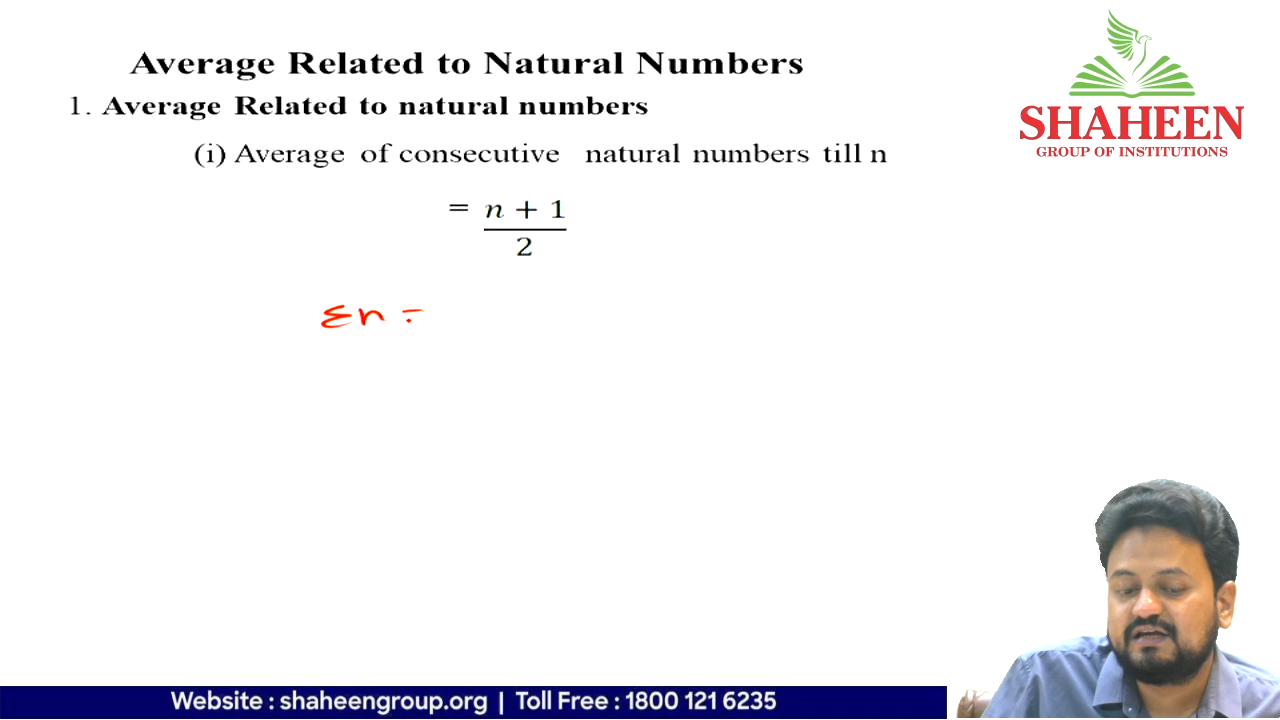 Average Related to Natural Numbers
1. Average Related to natural numbers
(i) Average of consecutive natural numbers till n
= n + 1
2
Σn =
SHAHEEN
GROUP OF INSTITUTIONS
Website : shaheengroup.org | Toll Free : 1800 121 6235